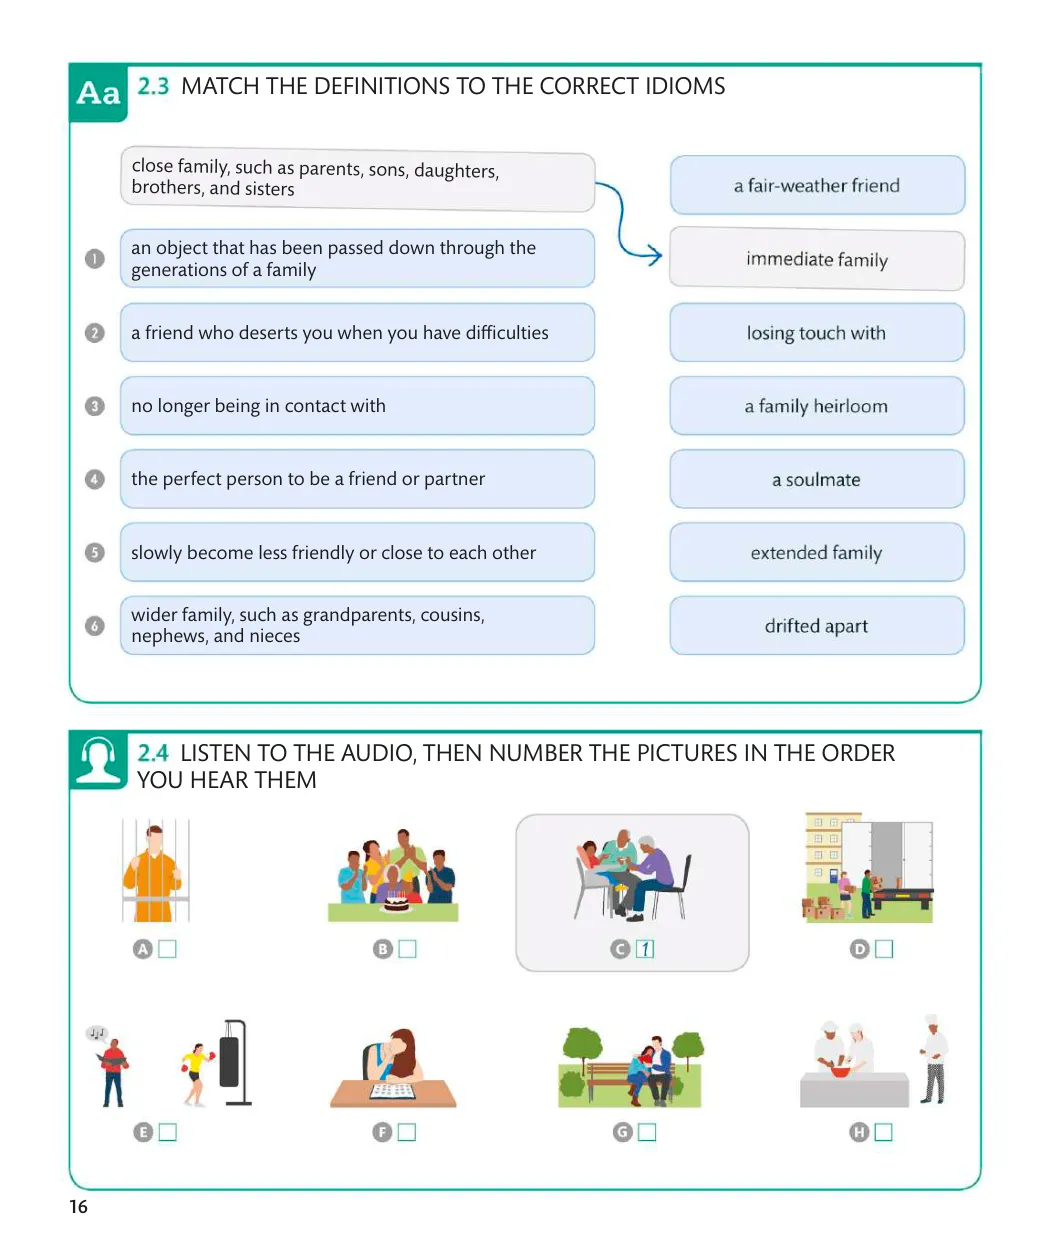 Aa
2.3 MATCH THE DEFINITIONS TO THE CORRECT IDIOMS
close family, such as parents, sons, daughters,
brothers, and sisters
a fair-weather friend
1 an object that has been passed down through the
generations of a family
immediate family
2 a friend who deserts you when you have difficulties
losing touch with
3 no longer being in contact with
a family heirloom
4 the perfect person to be a friend or partner
a soulmate
5 slowly become less friendly or close to each other
extended family
6 wider family, such as grandparents, cousins,
nephews, and nieces
drifted apart
2.4 LISTEN TO THE AUDIO, THEN NUMBER THE PICTURES IN THE ORDER
YOU HEAR THEM
A
B
C 1
D
E
F
G
H
16